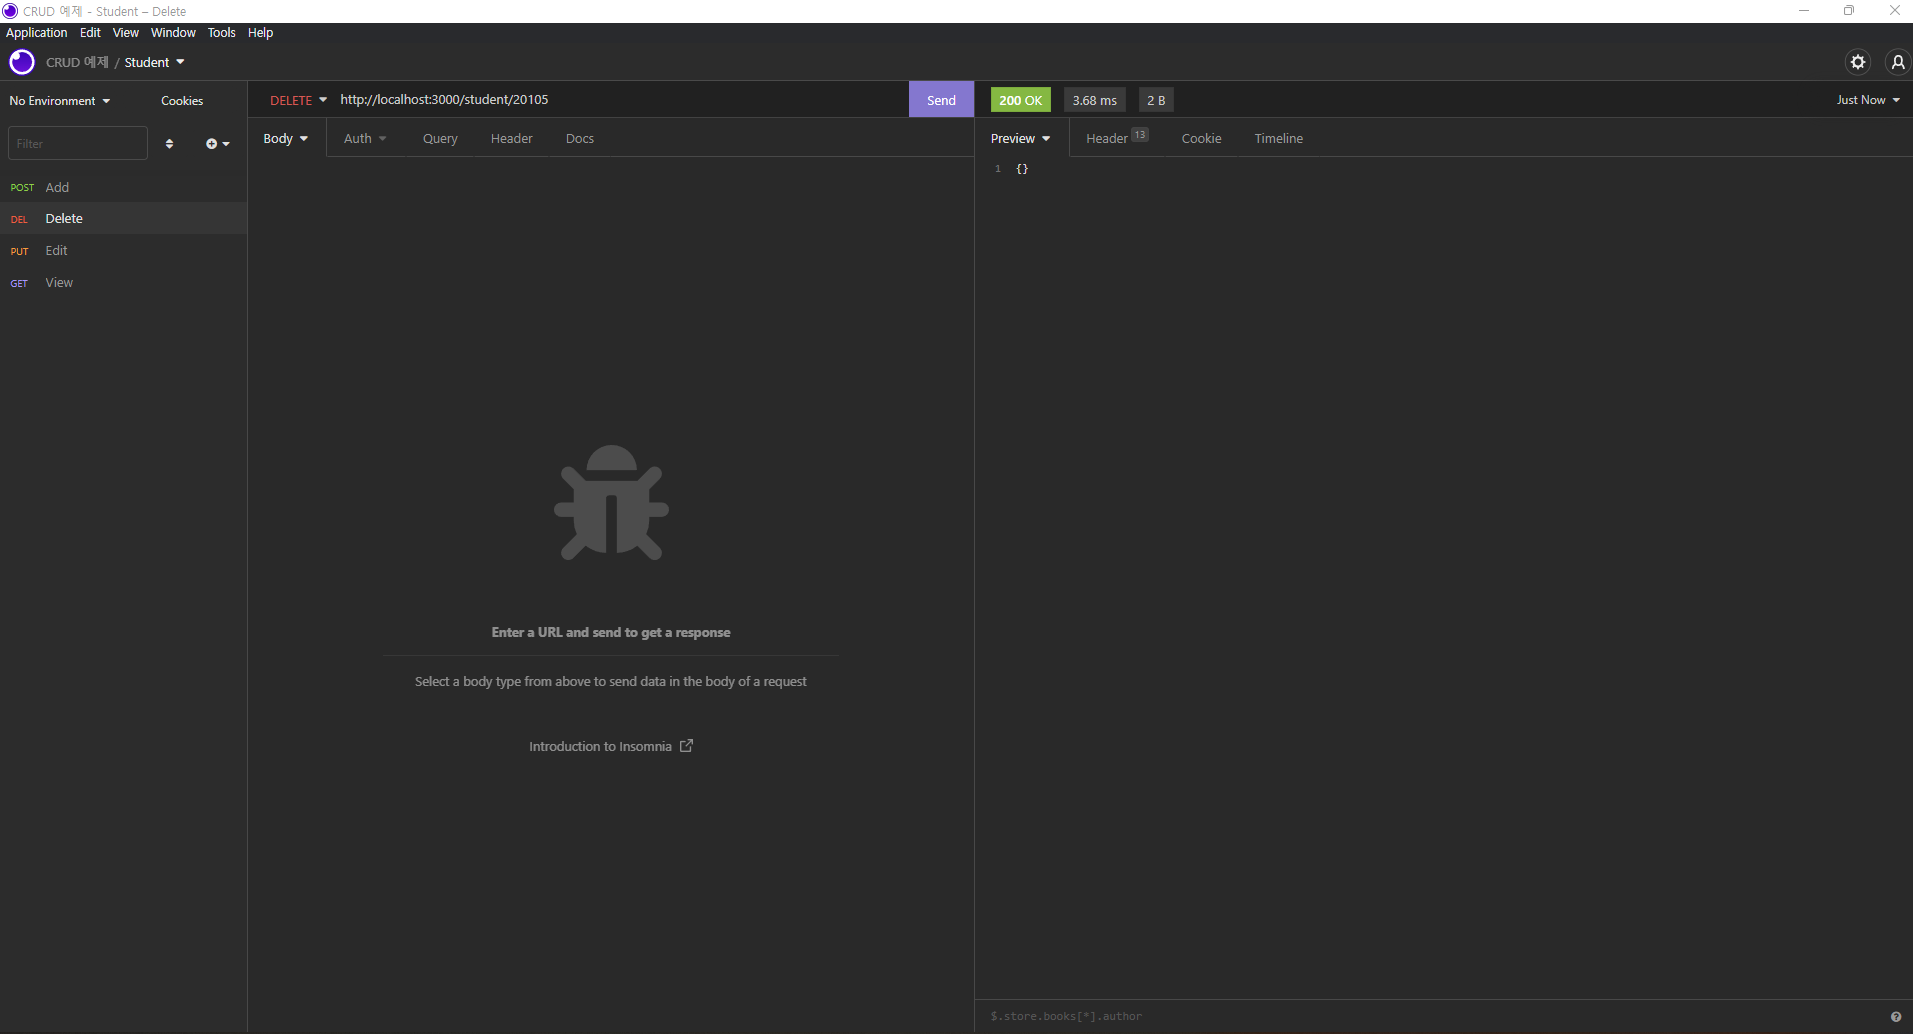 CRUD 예제 - Student – Delete
Application Edit View Window Tools Help
CRUD 예제 / Student
No Environment Cookies
DELETE http://localhost:3000/student/20105 Send
200 OK 3.68 ms 2 B Just Now
Filter
Body Auth Query Header Docs
Preview Header 13 Cookie Timeline
1 {}
POST Add
DEL Delete
PUT Edit
GET View
Enter a URL and send to get a response
Select a body type from above to send data in the body of a request
Introduction to Insomnia
$.store.books[*].author